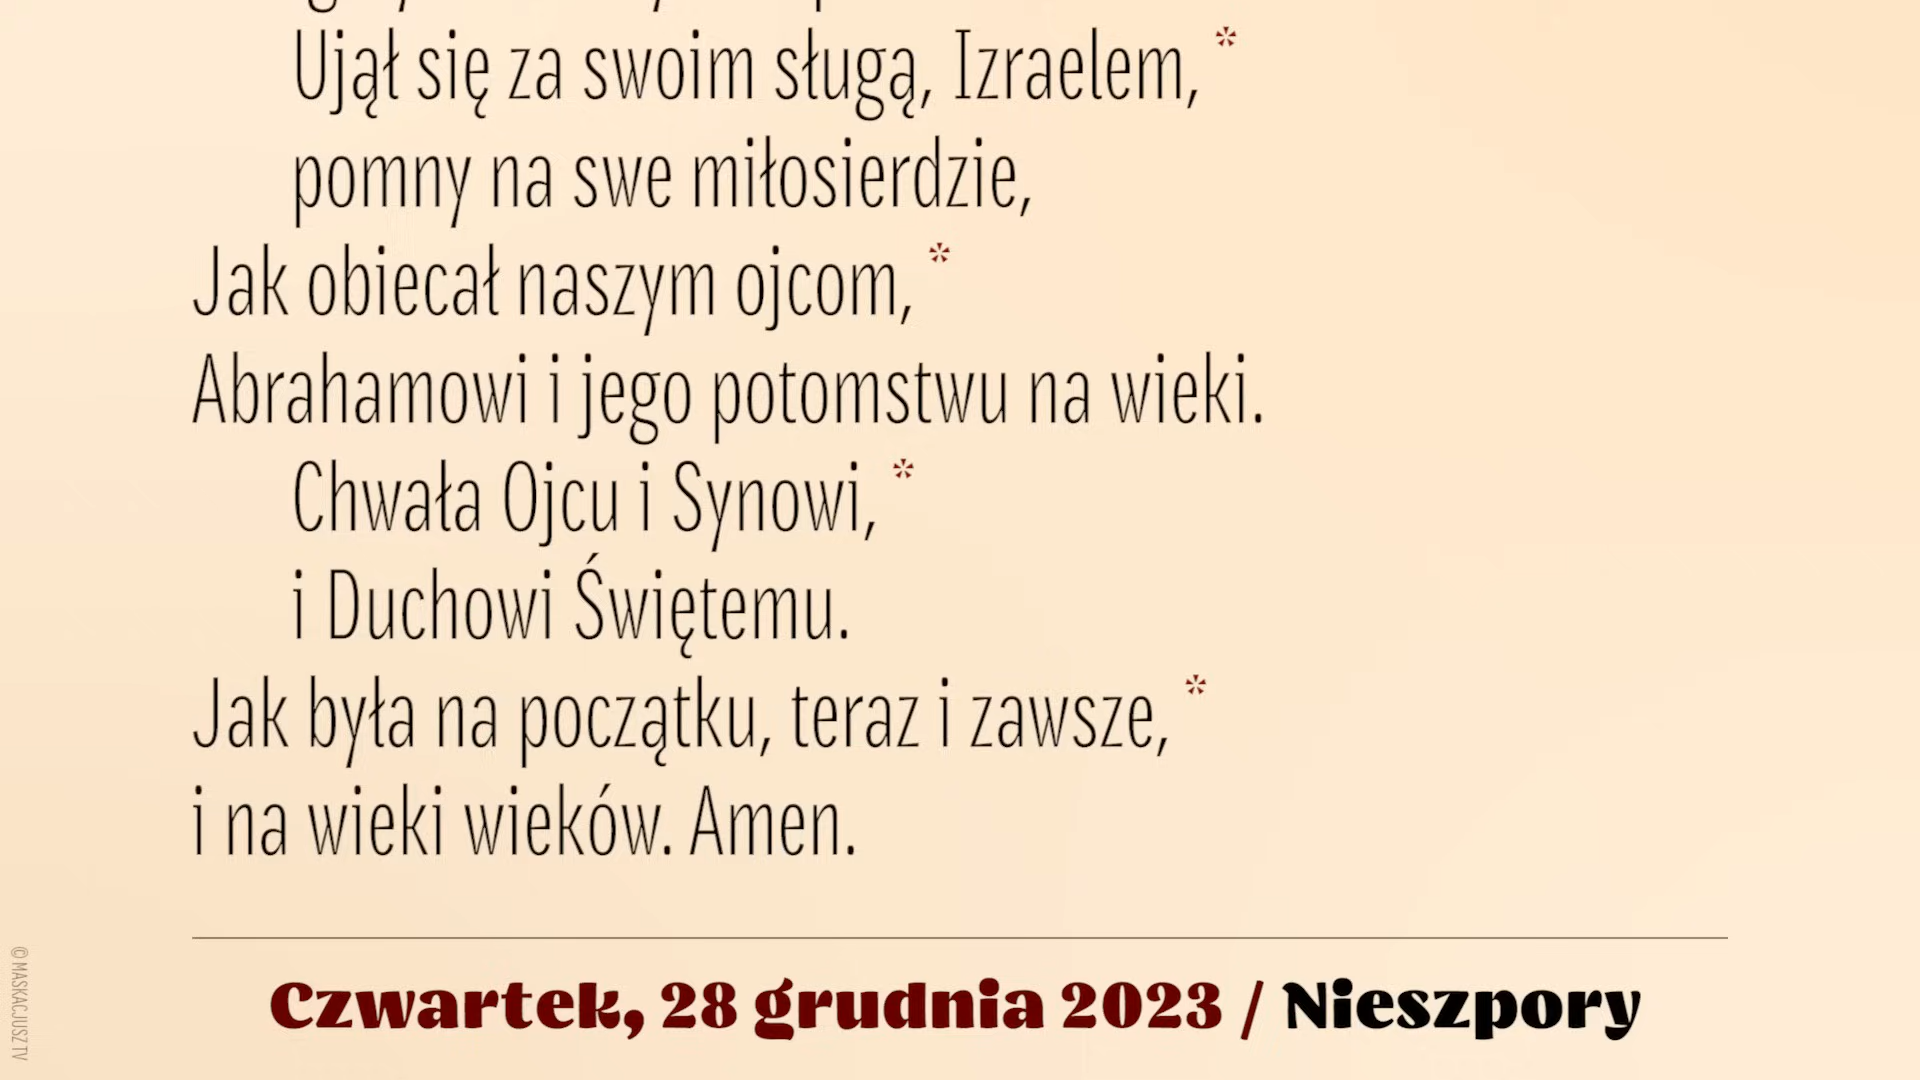 Ujął się za swoim sługą, Izraelem, *
pomny na swe miłosierdzie,
Jak obiecał naszym ojcom, *
Abrahamowi i jego potomstwu na wieki.
Chwała Ojcu i Synowi, *
i Duchowi Świętemu.
Jak była na początku, teraz i zawsze, *
i na wieki wieków. Amen.
Czwartek, 28 grudnia 2023 / Nieszpory
© MASKACJUSZ TV